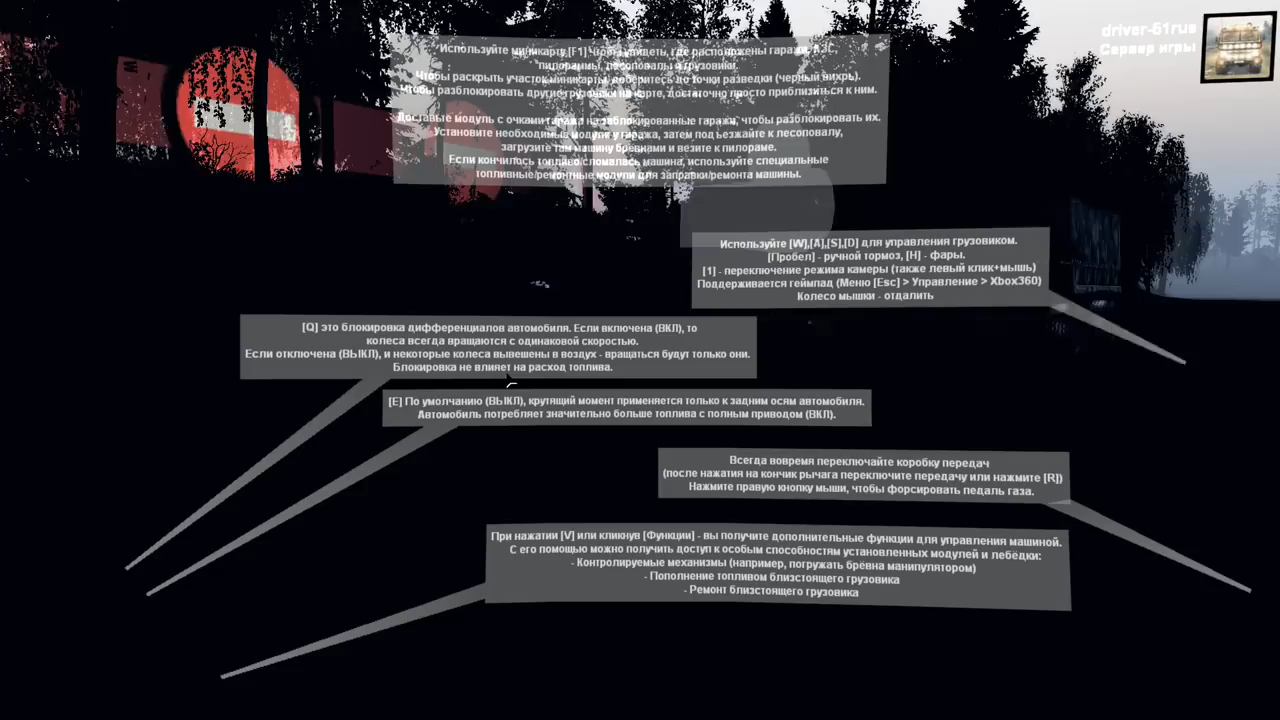 driver-61rus
Сервер игры
Используйте миникарту [F1] чтобы увидеть, где расположены гаражи, АЗС,
пилорамы, лесоповалы и грузовики.
Чтобы раскрыть участок миникарты, доберитесь до точки разведки (черный вихрь).
Чтобы разблокировать другие грузовики на карте, достаточно просто приблизиться к ним.
Доставьте модуль с очками гаража на заблокированные гаражи, чтобы разблокировать их.
Установите необходимые модули у гаража, затем подъезжайте к лесоповалу,
загрузите там машину брёвнами и везите к пилораме.
Если кончилось топливо/сломалась машина, используйте специальные
топливные/ремонтные модули для заправки/ремонта машины.
Используйте [W],[A],[S],[D] для управления грузовиком.
[Пробел] - ручной тормоз, [H] - фары.
[1] - переключение режима камеры (также левый клик+мышь)
Поддерживается геймпад (Меню [Esc] > Управление > Xbox360)
Колесо мышки - отдалить
[Q] это блокировка дифференциалов автомобиля. Если включена (ВКЛ), то
колеса всегда вращаются с одинаковой скоростью.
Если отключена (ВЫКЛ), и некоторые колеса вывешены в воздух - вращаться будут только они.
Блокировка не влияет на расход топлива.
[E] По умолчанию (ВЫКЛ), крутящий момент применяется только к задним осям автомобиля.
Автомобиль потребляет значительно больше топлива с полным приводом (ВКЛ).
Всегда вовремя переключайте коробку передач
(после нажатия на кончик рычага переключите передачу или нажмите [R])
Нажмите правую кнопку мыши, чтобы форсировать педаль газа.
При нажатии [V] или кликнув [Функции] - вы получите дополнительные функции для управления машиной.
С его помощью можно получить доступ к особым способностям установленных модулей и лебёдки:
- Контролируемые механизмы (например, погружать брёвна манипулятором)
- Пополнение топливом близстоящего грузовика
- Ремонт близстоящего грузовика